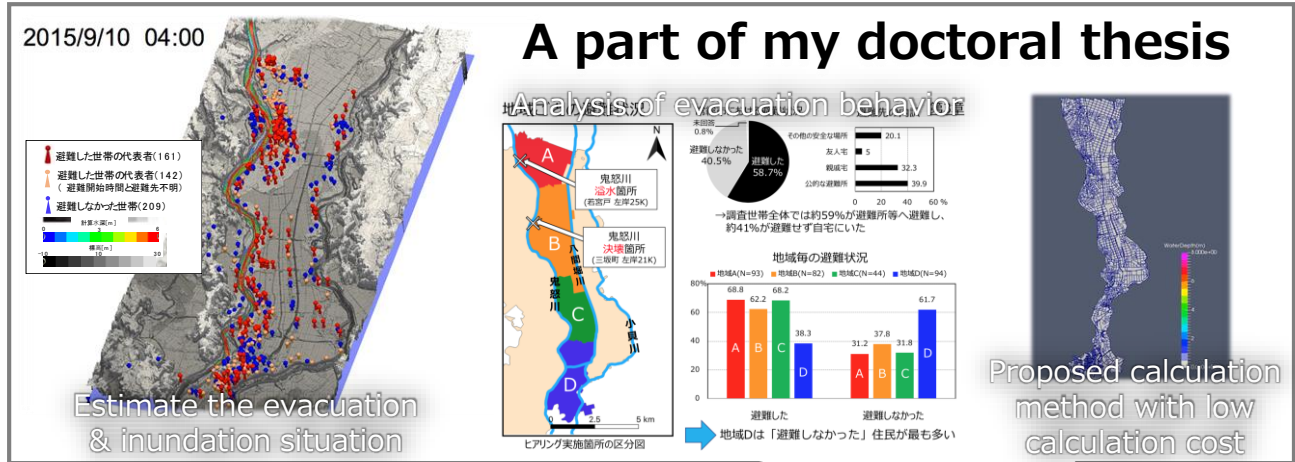 2015/9/10 04:00
避難した世帯の代表者(161)
避難した世帯の代表者(142)
( 避難開始時間と避難先不明)
避難しなかった世帯(209)
計算水深[m]
0 3 6
標高[m]
-10 10 30
Estimate the evacuation
& inundation situation
A part of my doctoral thesis
Analysis of evacuation behavior
N
A
B
C
D
鬼怒川
溢水箇所
(若宮戸 左岸25K)
鬼怒川
決壊箇所
(三坂町 左岸21K)
鬼怒川
八間堀川
小貝川
0 2.5 5 km
ヒアリング実施箇所の区分図
未回答
0.8%
避難しなかった
40.5%
避難した
58.7%
その他の安全な場所 20.1
友人宅 5
親戚宅 32.3
公的な避難所 39.9
0 20 40 60 %
→調査世帯全体では約59%が避難所等へ避難し、
約41%が避難せず自宅にいた
地域毎の避難状況
地域A(N=93) 地域B(N=82) 地域C(N=44) 地域D(N=94)
80%
60
40
20
0
68.8 62.2 68.2 38.3 31.2 37.8 31.8 61.7
A B C D A B C D
避難した 避難しなかった
地域Dは「避難しなかった」住民が最も多い
WaterDepth(m)
Proposed calculation
method with low
calculation cost